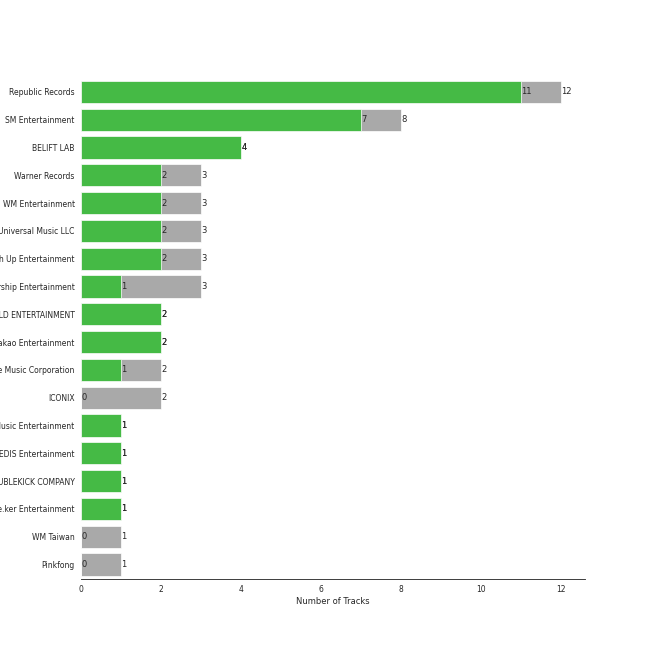 Republic Records 11 12
SM Entertainment 7 8
BELIFT LAB 4
Warner Records 2 3
WM Entertainment 2 3
Universal Music LLC 2 3
h Up Entertainment 2 3
rship Entertainment 1 3
LD ENTERTAINMENT 2
akao Entertainment 2
e Music Corporation 1 2
ICONIX 0 2
usic Entertainment 1
EDIS Entertainment 1
UBLEKICK COMPANY 1
e.ker Entertainment 1
WM Taiwan 0 1
Pinkfong 0 1
0 2 4 6 8 10 12
Number of Tracks